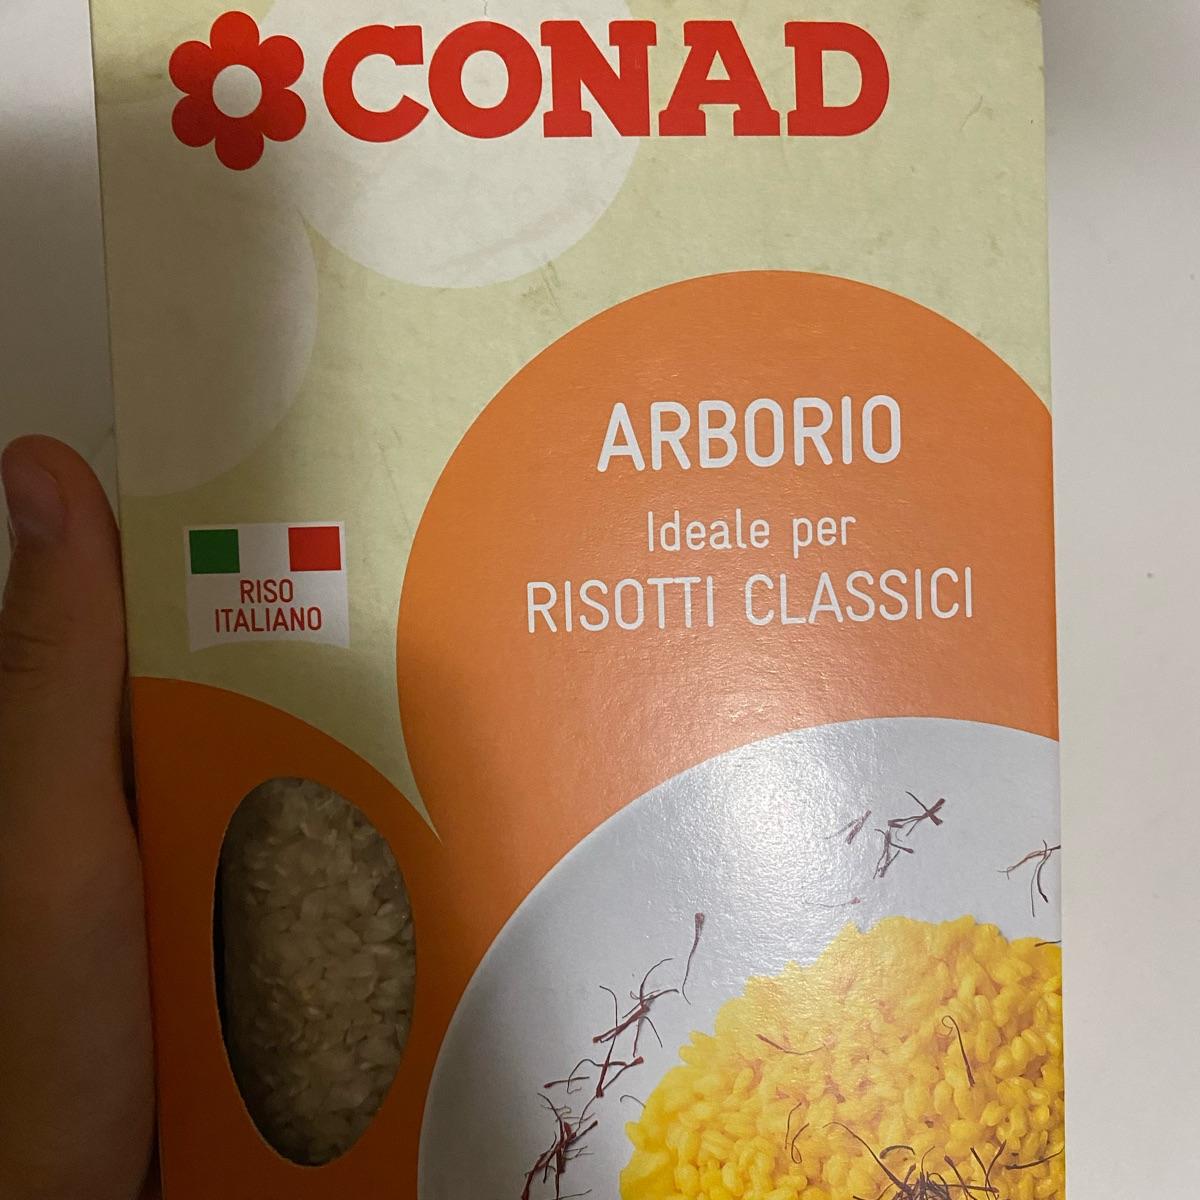 CONAD
ARBORIO
Ideale per
RISOTTI CLASSICI
RISO
ITALIANO